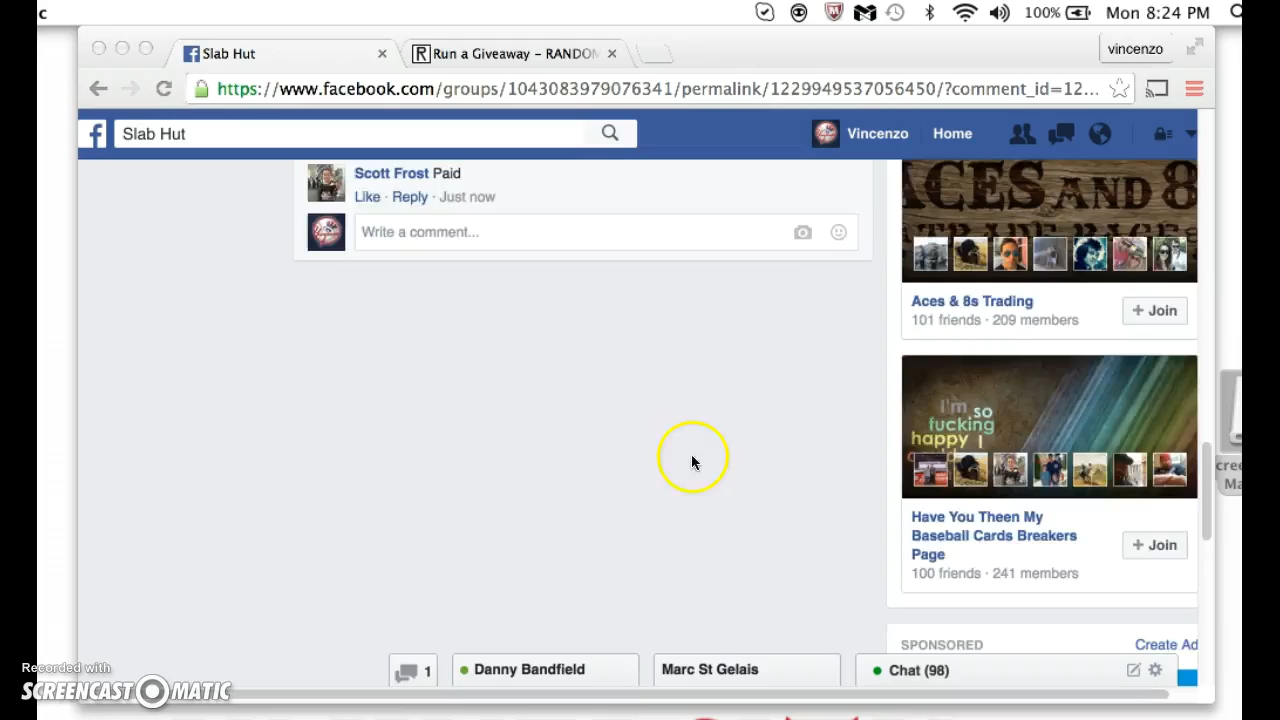 c
100%
Mon 8:24 PM
Slab Hut
Run a Giveaway – RANDOM
vincenzo
https://www.facebook.com/groups/1043083979076341/permalink/1229949537056450/?comment_id=12...
Slab Hut
Vincenzo
Home
Scott Frost Paid
Like · Reply · Just now
Write a comment...
ACES AND 8
Aces & 8s Trading
101 friends · 209 members
+ Join
I'm so
fucking
happy I
Have You Theen My
Baseball Cards Breakers
Page
100 friends · 241 members
+ Join
SPONSORED
Create Ad
1
Danny Bandfield
Marc St Gelais
Chat (98)
Recorded with
SCREENCAST-O-MATIC